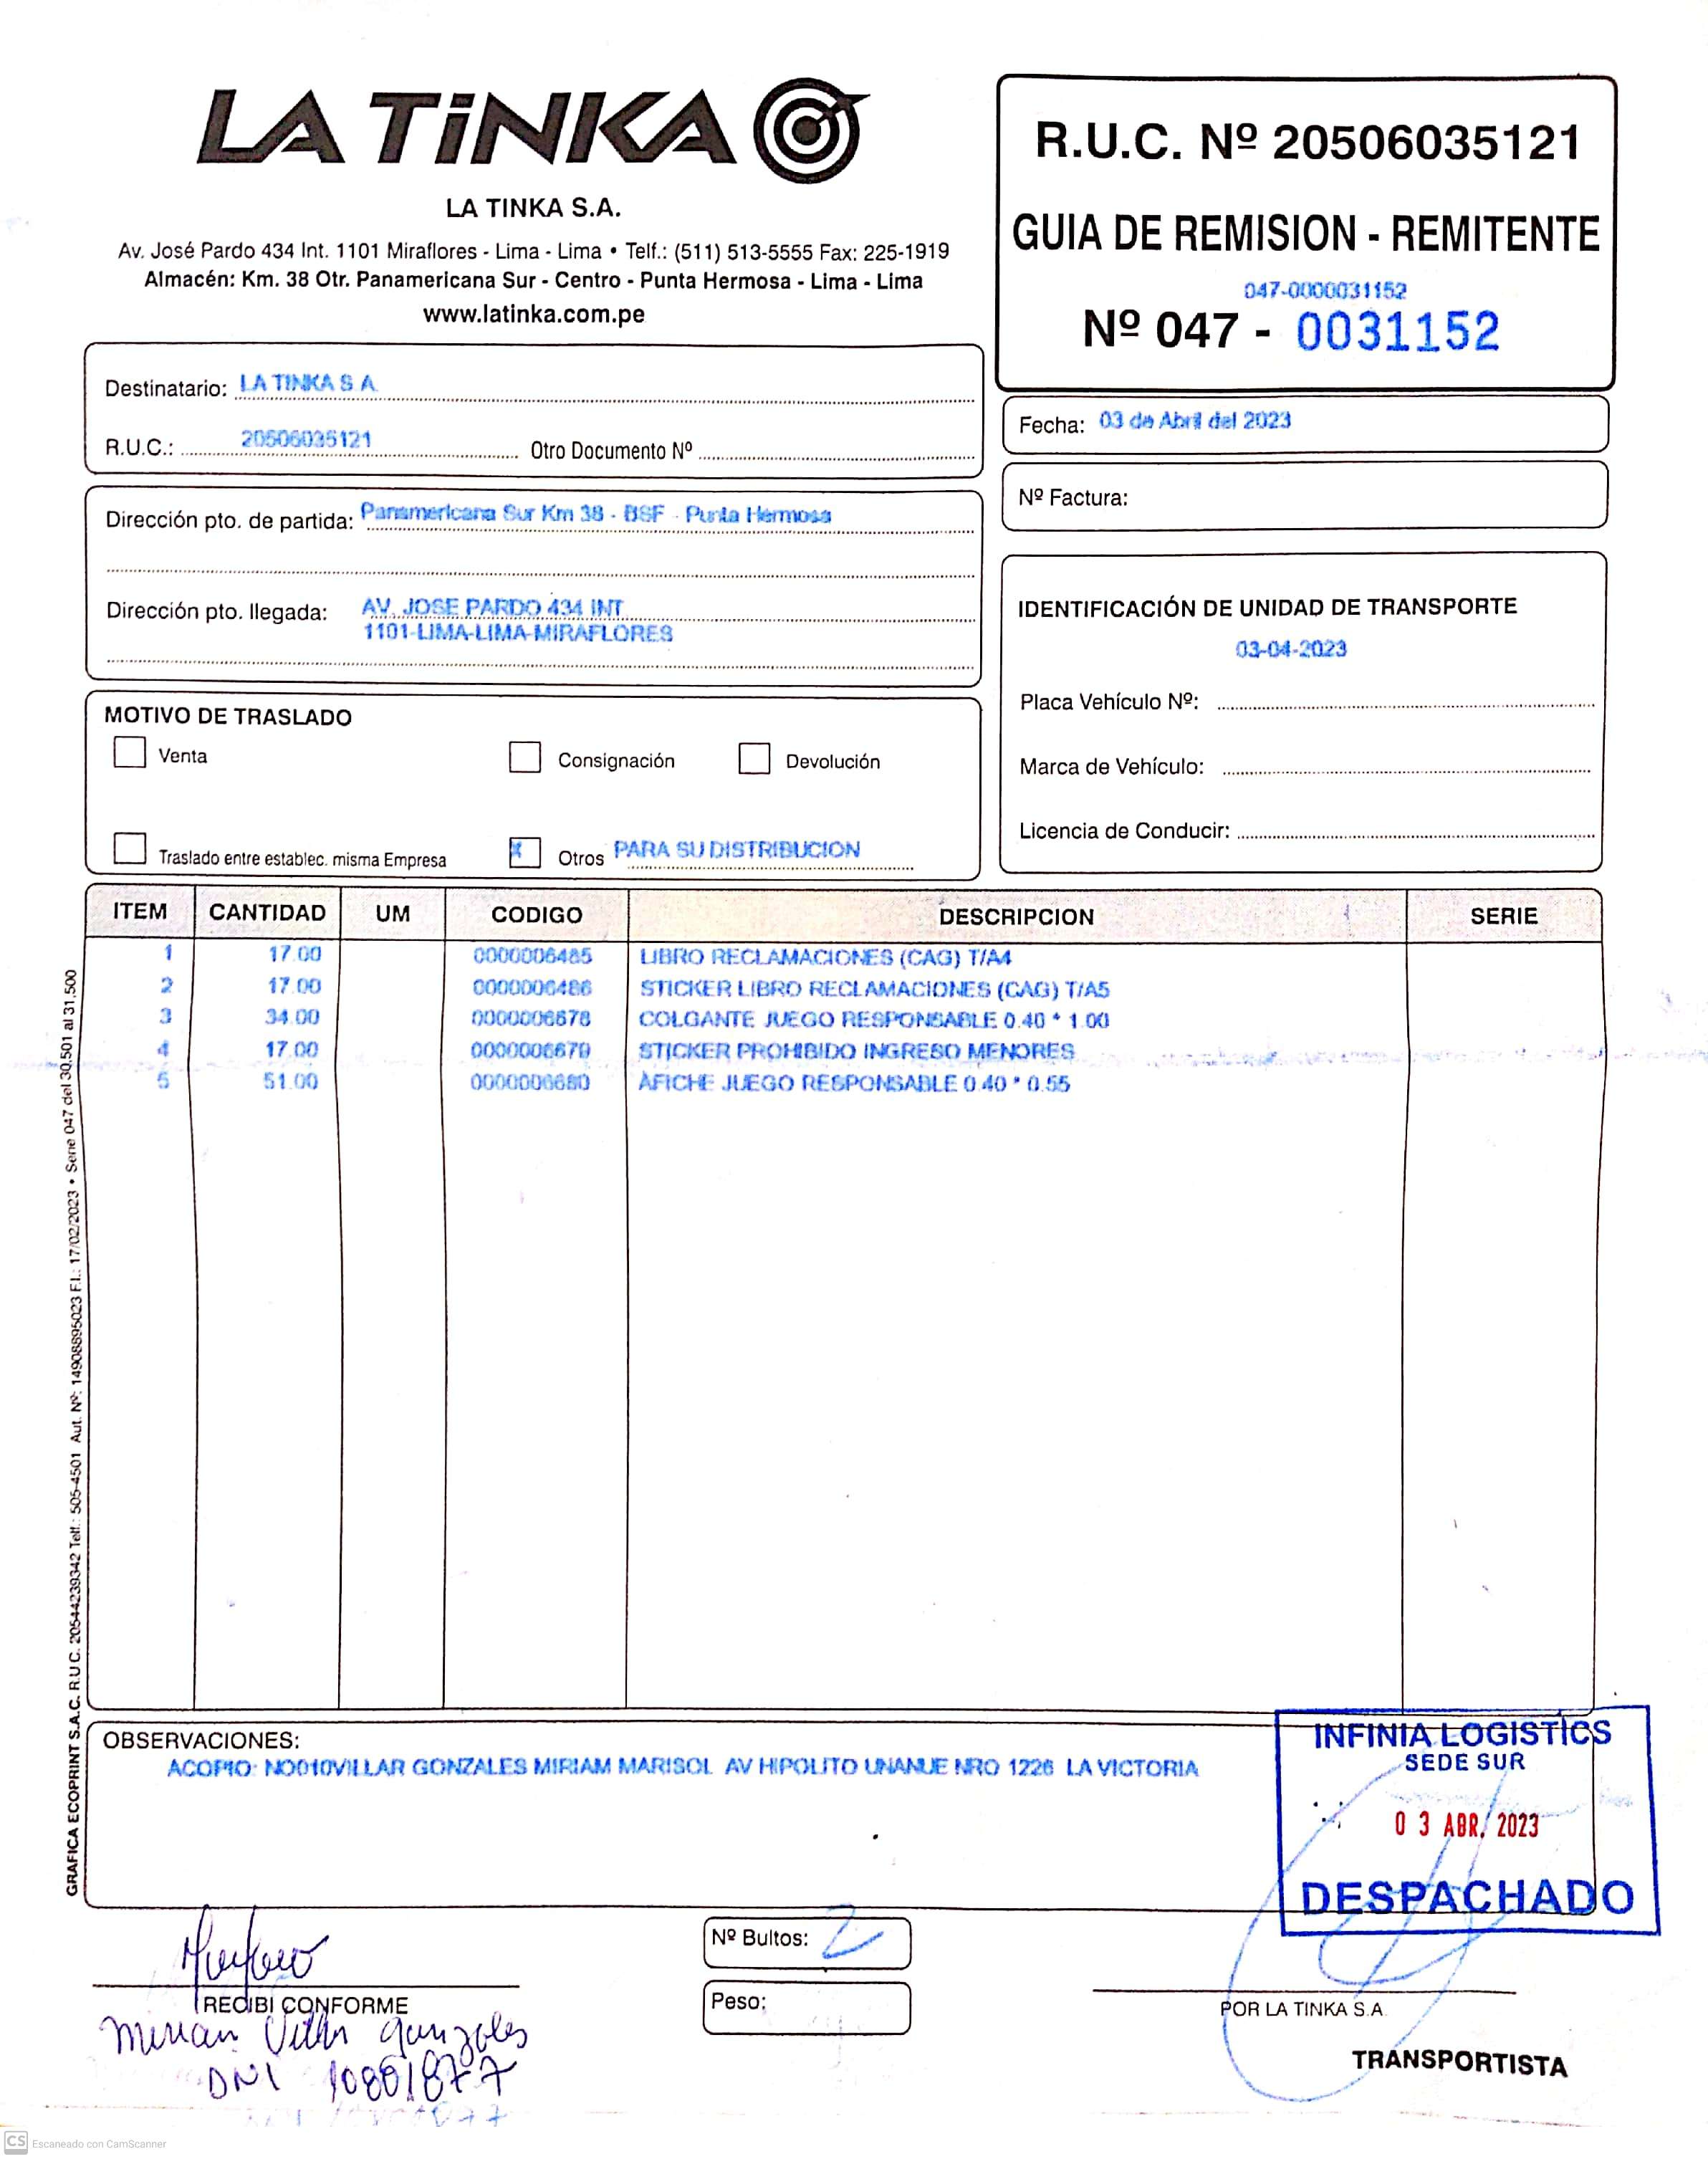 LA TiNKA
LA TINKA S.A.
Av. José Pardo 434 Int. 1101 Miraflores - Lima - Lima • Telf.: (511) 513-5555 Fax: 225-1919
Almacén: Km. 38 Otr. Panamericana Sur - Centro - Punta Hermosa - Lima - Lima
www.latinka.com.pe
R.U.C. Nº 20506035121
GUIA DE REMISION - REMITENTE
047-0000031152
Nº 047 - 0031152
Destinatario: LA TINKA S A
R.U.C.: 20506035121 Otro Documento Nº
Fecha: 03 de Abril del 2023
Nº Factura:
Dirección pto. de partida: Panamericana Sur Km 38 - BSF - Punta Hermosa
Dirección pto. llegada: AV. JOSE PARDO 434 INT
1101-LIMA-LIMA-MIRAFLORES
IDENTIFICACIÓN DE UNIDAD DE TRANSPORTE
03-04-2023
Placa Vehículo Nº:
Marca de Vehículo:
Licencia de Conducir:
MOTIVO DE TRASLADO
Venta Consignación Devolución
Traslado entre establec. misma Empresa X Otros PARA SU DISTRIBUCION
ITEM CANTIDAD UM CODIGO DESCRIPCION SERIE
1 17.00 0000006485 LIBRO RECLAMACIONES (CAG) T/A4
2 17.00 0000006486 STICKER LIBRO RECLAMACIONES (CAG) T/A5
3 34.00 0000006678 COLGANTE JUEGO RESPONSABLE 0.40 * 1.00
4 17.00 0000006679 STICKER PROHIBIDO INGRESO MENORES
5 51.00 0000006680 AFICHE JUEGO RESPONSABLE 0.40 * 0.55
GRAFICA ECOPRINT S.A.C. R.U.C. 20544239342 Telf.: 505-4501 Aut. Nº: 14908895023 F.I.: 17/02/2023 • Serie 047 del 30,501 al 31,500
OBSERVACIONES:
ACOPIO: NO010VILLAR GONZALES MIRIAM MARISOL AV HIPOLITO UNANUE NRO 1226 LA VICTORIA
INFINIA LOGISTICS
SEDE SUR
03 ABR. 2023
DESPACHADO
Nº Bultos: 2
Peso:
RECIBI CONFORME
Miriam Villar Gonzales
DNI 10801877
POR LA TINKA S.A.
TRANSPORTISTA
CS Escaneado con CamScanner